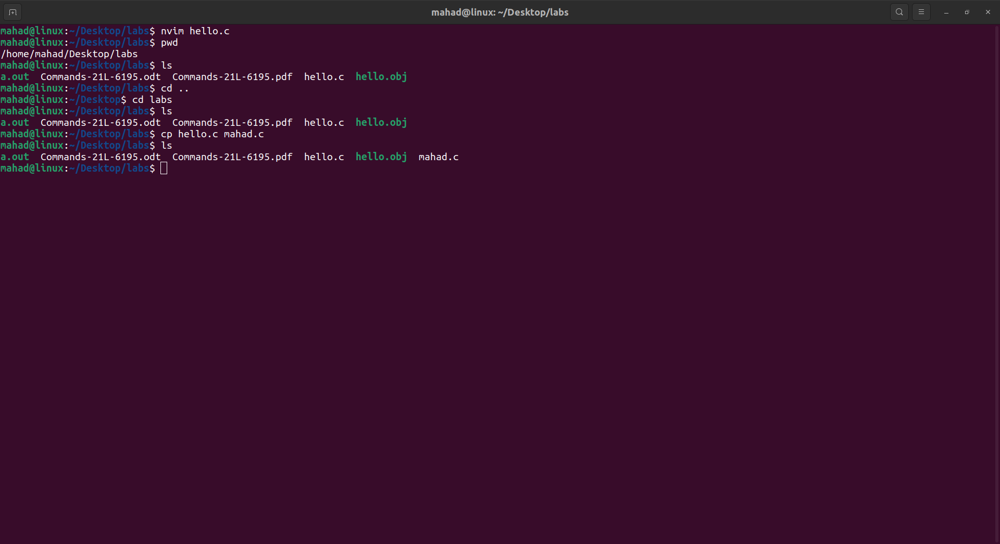 mahad@linux: ~/Desktop/labs
mahad@linux:~/Desktop/labs$ nvim hello.c
mahad@linux:~/Desktop/labs$ pwd
/home/mahad/Desktop/labs
mahad@linux:~/Desktop/labs$ ls
a.out  Commands-21L-6195.odt  Commands-21L-6195.pdf  hello.c  hello.obj
mahad@linux:~/Desktop/labs$ cd ..
mahad@linux:~/Desktop$ cd labs
mahad@linux:~/Desktop/labs$ ls
a.out  Commands-21L-6195.odt  Commands-21L-6195.pdf  hello.c  hello.obj
mahad@linux:~/Desktop/labs$ cp hello.c mahad.c
mahad@linux:~/Desktop/labs$ ls
a.out  Commands-21L-6195.odt  Commands-21L-6195.pdf  hello.c  hello.obj  mahad.c
mahad@linux:~/Desktop/labs$